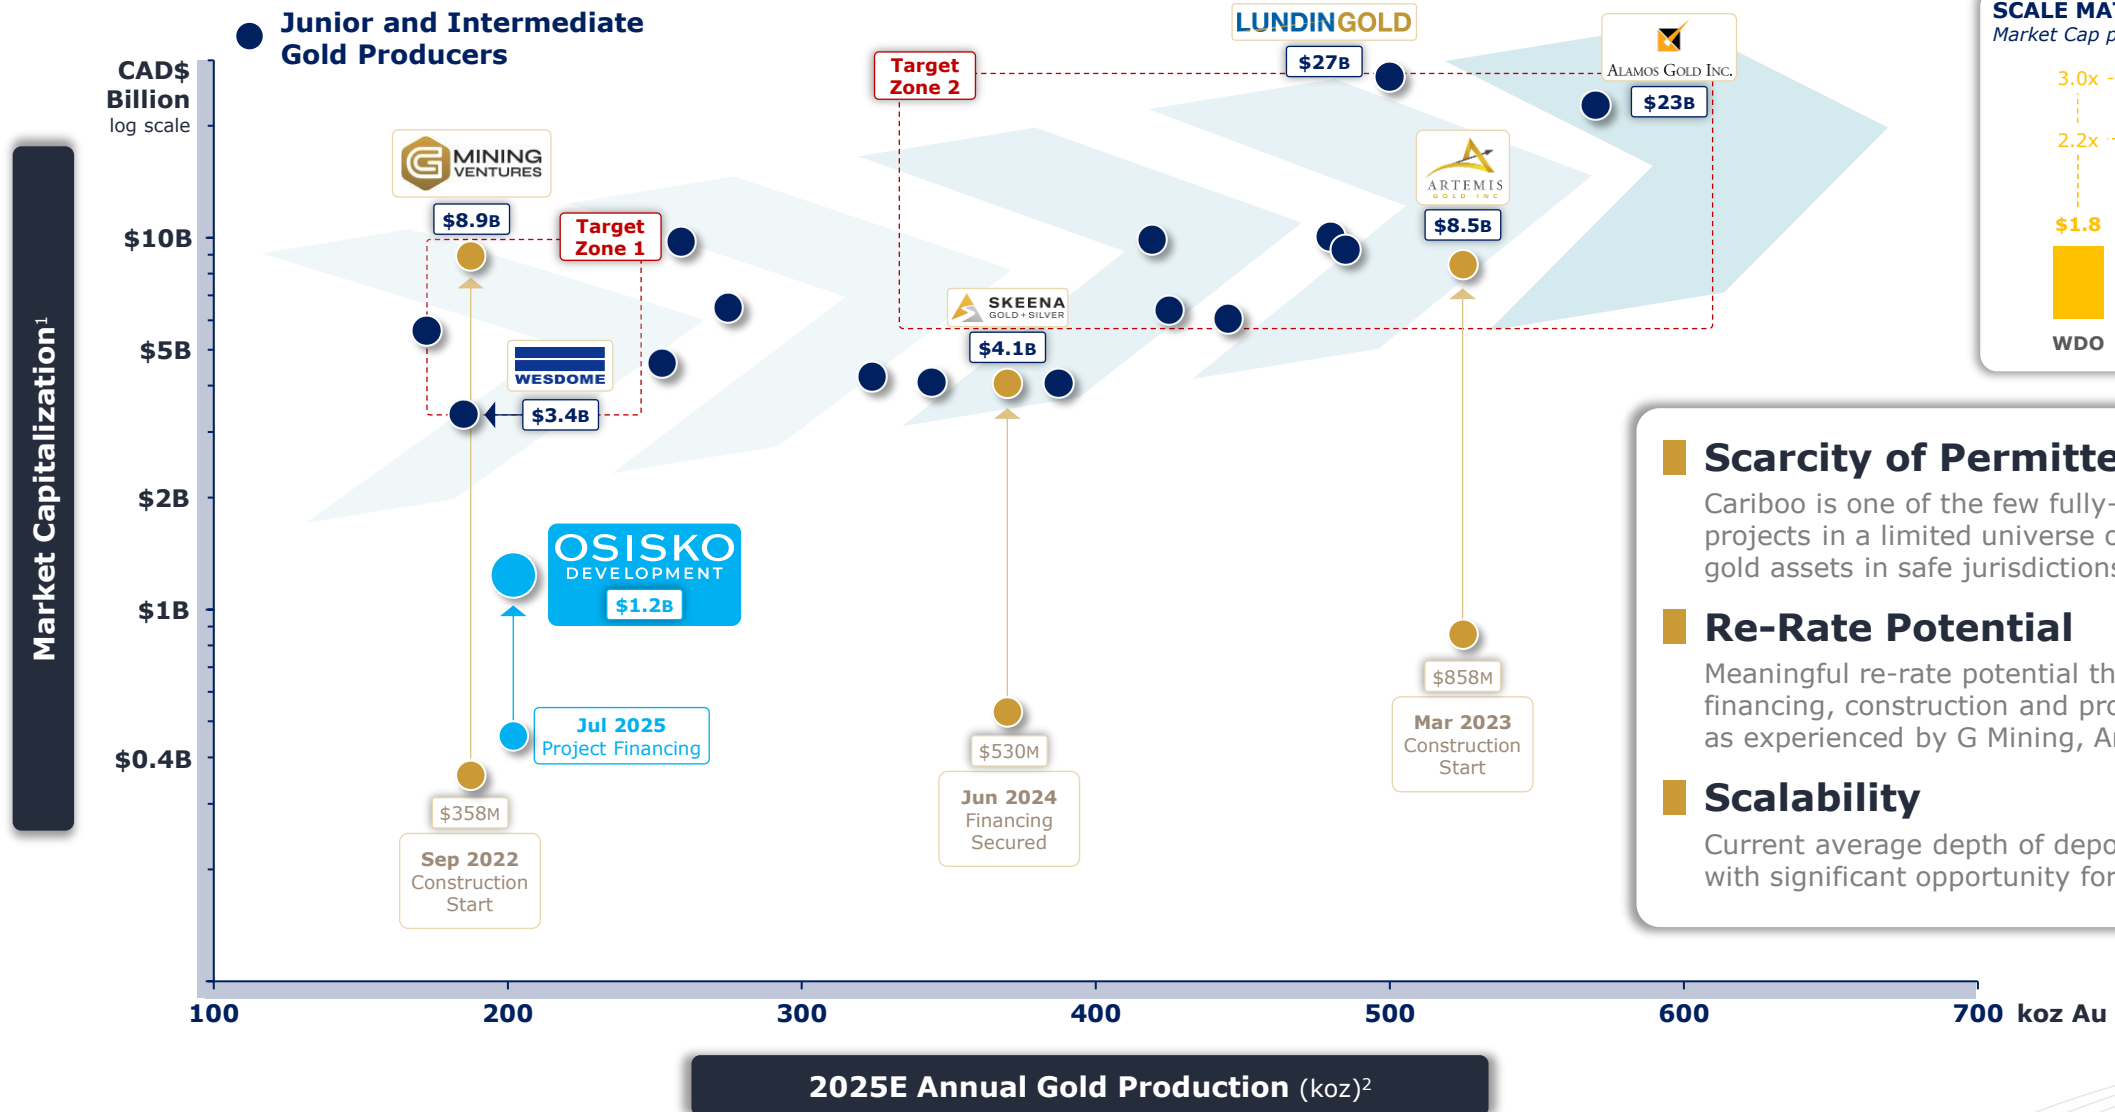 Junior and Intermediate
Gold Producers
CAD$
Billion
log scale
$10B
$5B
$2B
$1B
$0.4B
Market Capitalization¹
G MINING
VENTURES
$8.9B
Target
Zone 1
WESDOME
$3.4B
OSISKO
DEVELOPMENT
$1.2B
Jul 2025
Project Financing
$358M
Sep 2022
Construction
Start
Target
Zone 2
SKEENA
GOLD + SILVER
$4.1B
$530M
Jun 2024
Financing
Secured
LUNDINGOLD
$27B
ARTEMIS
GOLD INC
$8.5B
$858M
Mar 2023
Construction
Start
ALAMOS GOLD INC.
$23B
100 200 300 400 500 600 700 koz Au
2025E Annual Gold Production (koz)²
SCALE MAT
Market Cap p
3.0x
2.2x
$1.8
WDO
Scarcity of Permitte
Cariboo is one of the few fully-
projects in a limited universe o
gold assets in safe jurisdictions
Re-Rate Potential
Meaningful re-rate potential th
financing, construction and pro
as experienced by G Mining, Ar
Scalability
Current average depth of depo
with significant opportunity for